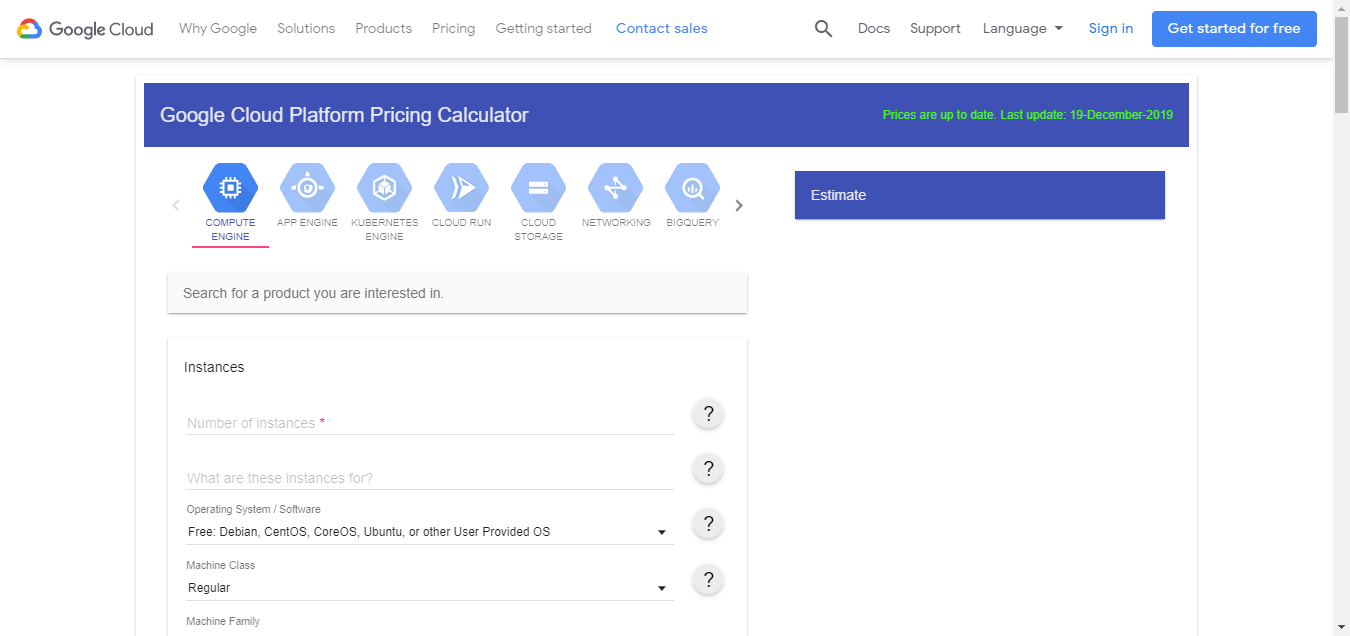 Google Cloud Why Google Solutions Products Pricing Getting started Contact sales Docs Support Language Sign in Get started for free
Google Cloud Platform Pricing Calculator Prices are up to date. Last update: 19-December-2019
COMPUTE ENGINE
APP ENGINE
KUBERNETES ENGINE
CLOUD RUN
CLOUD STORAGE
NETWORKING
BIGQUERY
Estimate
Search for a product you are interested in.
Instances
Number of instances *
?
What are these instances for?
?
Operating System / Software
Free: Debian, CentOS, CoreOS, Ubuntu, or other User Provided OS
?
Machine Class
Regular
?
Machine Family